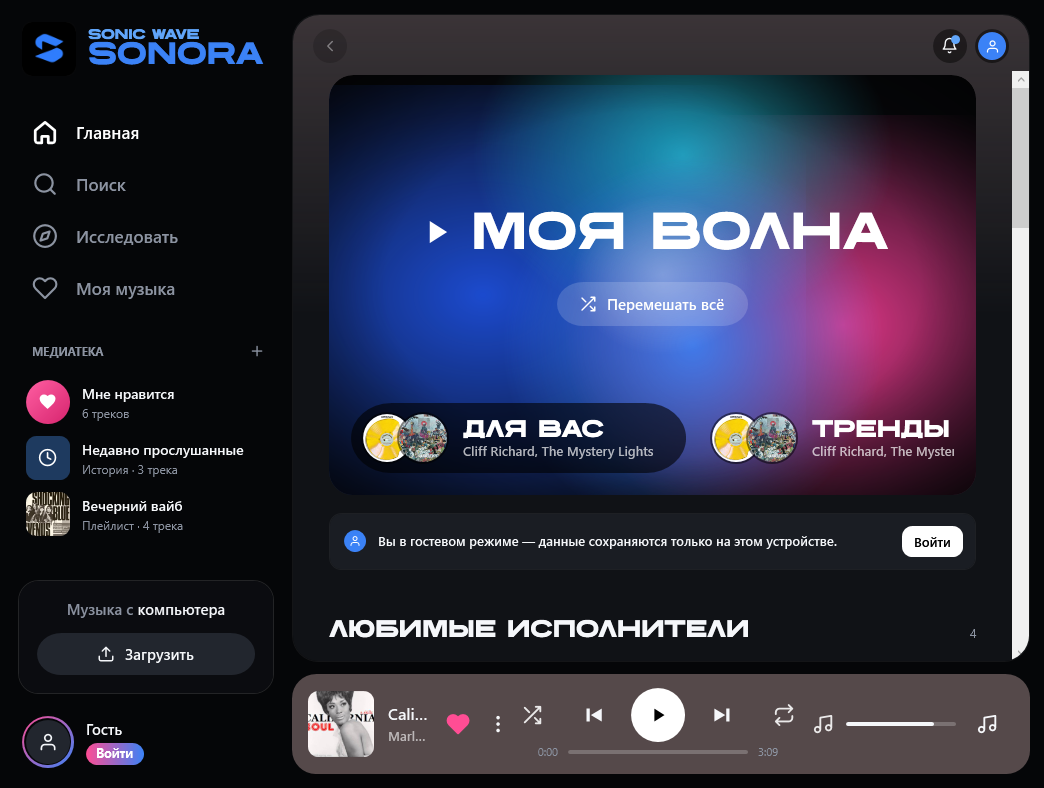 SONIC WAVE
SONORA
Главная
Поиск
Исследовать
Моя музыка
МЕДИАТЕКА
Мне нравится
6 треков
Недавно прослушанные
История · 3 трека
Вечерний вайб
Плейлист · 4 трека
Музыка с компьютера
Загрузить
Гость
Войти
МОЯ ВОЛНА
Перемешать всё
ДЛЯ ВАС
Cliff Richard, The Mystery Lights
ТРЕНДЫ
Cliff Richard, The Myster
Вы в гостевом режиме — данные сохраняются только на этом устройстве.
Войти
ЛЮБИМЫЕ ИСПОЛНИТЕЛИ
4
Cali...
Marl...
0:00
3:09